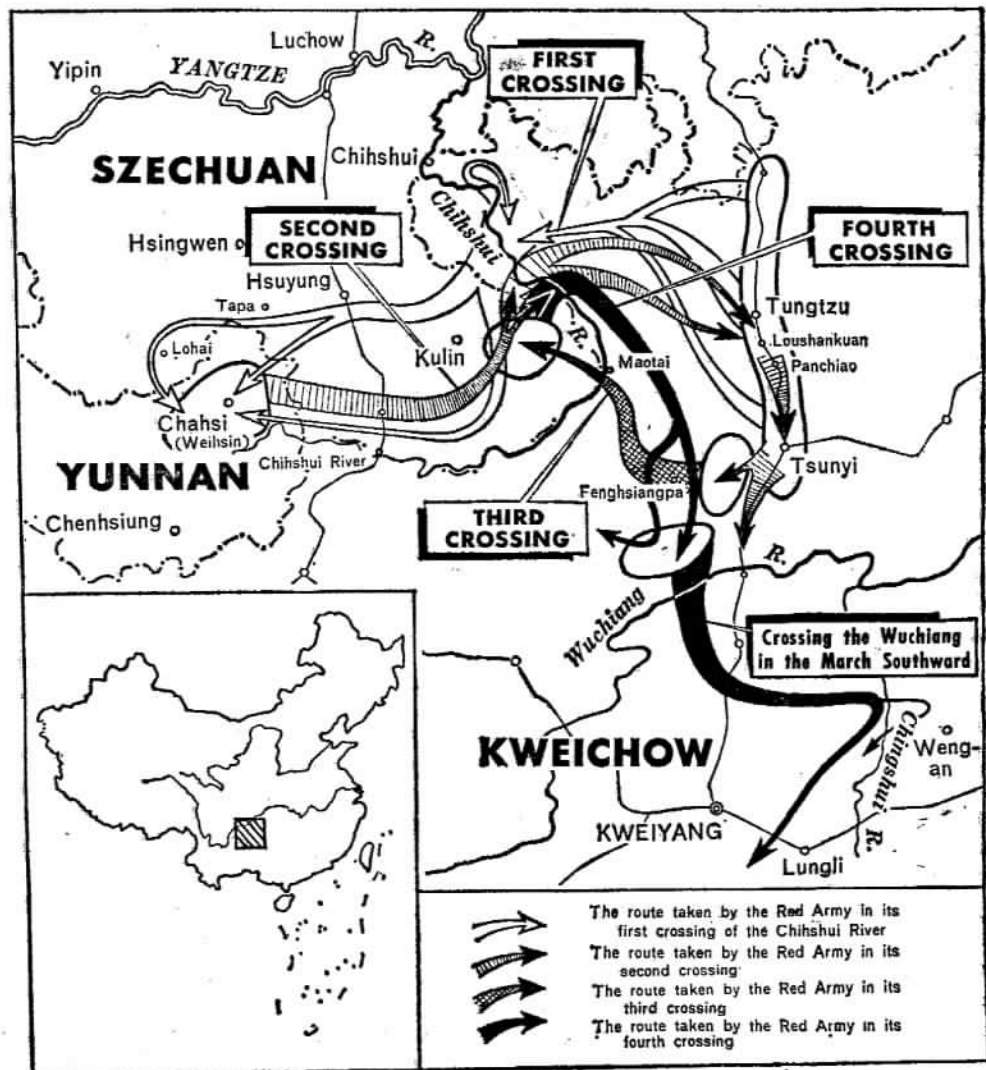 Luchow
R.
Yipin
YANGTZE
FIRST
CROSSING
Chihshui
SZECHUAN
Chihshui
SECOND
CROSSING
FOURTH
CROSSING
Hsingwen
Hsuyung
Tapa
Tungtzu
Lohai
Kulin
R.
Loushankuan
Maotai
Panchiao
Chahsi
(Weihsin)
Chihshui River
Tsunyi
YUNNAN
Fenghsiangpa
Chenhsiung
THIRD
CROSSING
R.
Wuchiang
Crossing the Wuchiang
in the March Southward
KWEICHOW
Chingshui
R.
Weng-
an
KWEIYANG
Lungli
The route taken by the Red Army in its
first crossing of the Chihshui River
The route taken by the Red Army in its
second crossing
The route taken by the Red Army in its
third crossing
The route taken by the Red Army in its
fourth crossing